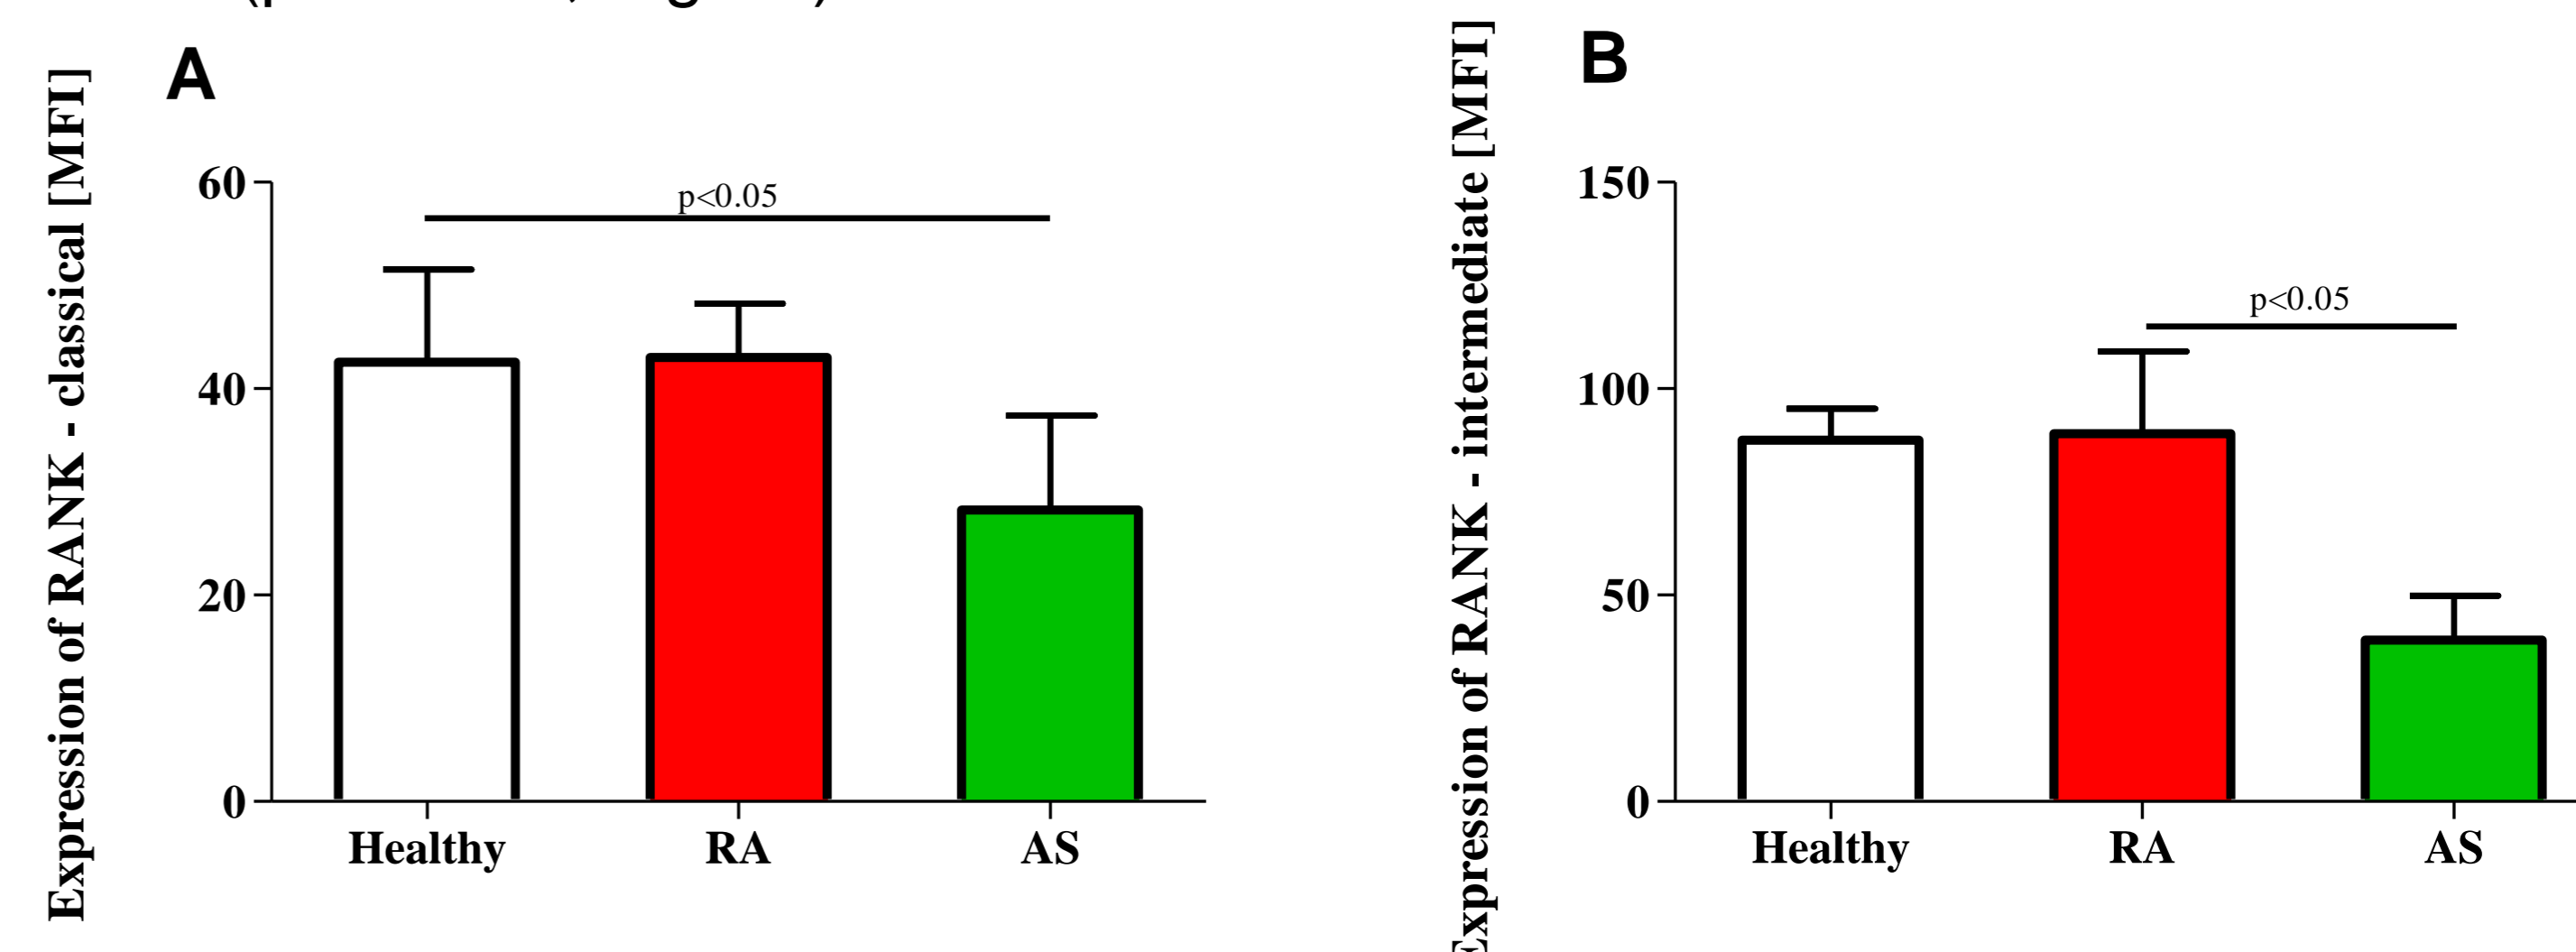 A
Expression of RANK - classical [MFI]
60
40
20
0
p<0.05
Healthy RA AS
B
Expression of RANK - intermediate [MFI]
150
100
50
0
p<0.05
Healthy RA AS